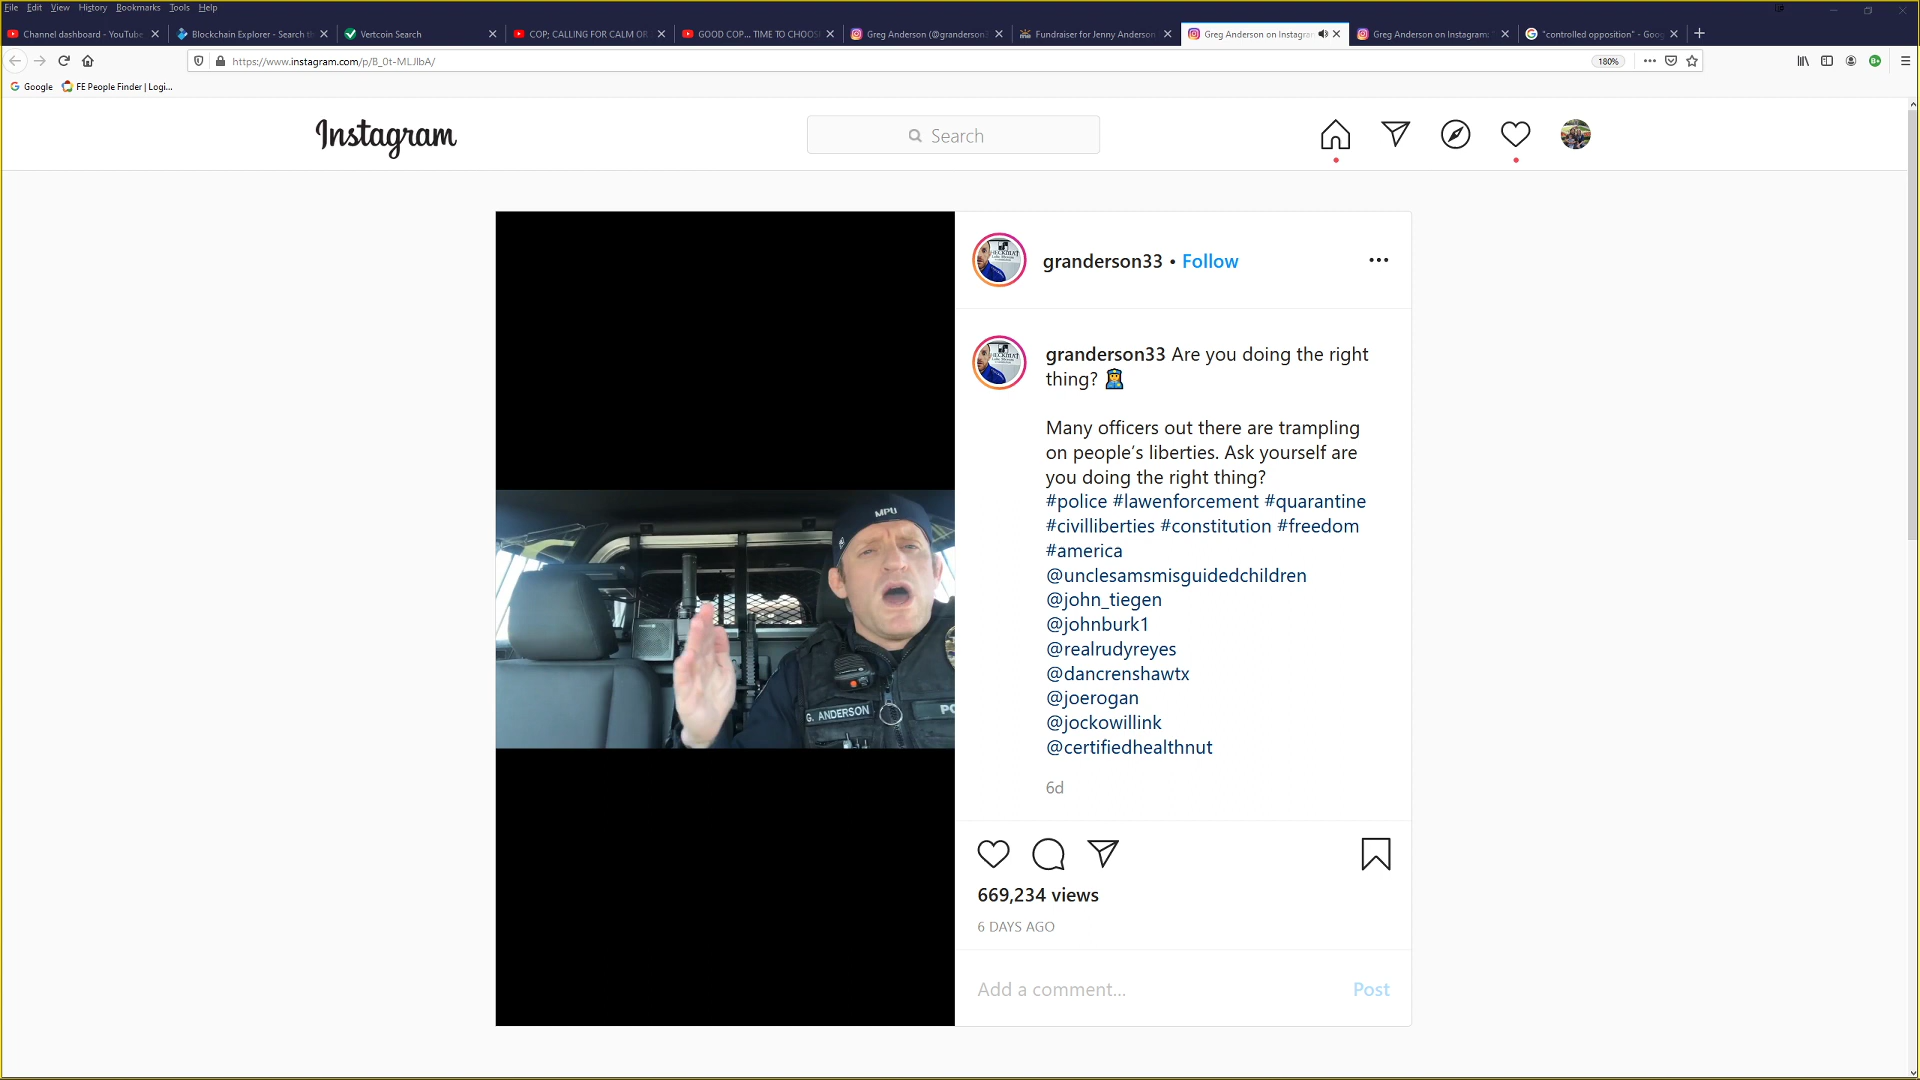 File Edit View History Bookmarks Tools Help
Channel dashboard - YouTube
Blockchain Explorer - Search th
Vertcoin Search
COP; CALLING FOR CALM OR
GOOD COP... TIME TO CHOOS
Greg Anderson (@granderson3
Fundraiser for Jenny Anderson
Greg Anderson on Instagram
Greg Anderson on Instagram:
"controlled opposition" - Goog
https://www.instagram.com/p/B_0t-MLJlbA/
180%
Google
FE People Finder | Logi...
Instagram
Search
granderson33 • Follow
granderson33 Are you doing the right
thing?
Many officers out there are trampling
on people's liberties. Ask yourself are
you doing the right thing?
#police #lawenforcement #quarantine
#civilliberties #constitution #freedom
#america
@unclesamsmisguidedchildren
@john_tiegen
@johnburk1
@realrudyreyes
@dancrenshawtx
@joerogan
@jockowillink
@certifiedhealthnut
6d
MPU
G. ANDERSON
PO
669,234 views
6 DAYS AGO
Add a comment...
Post